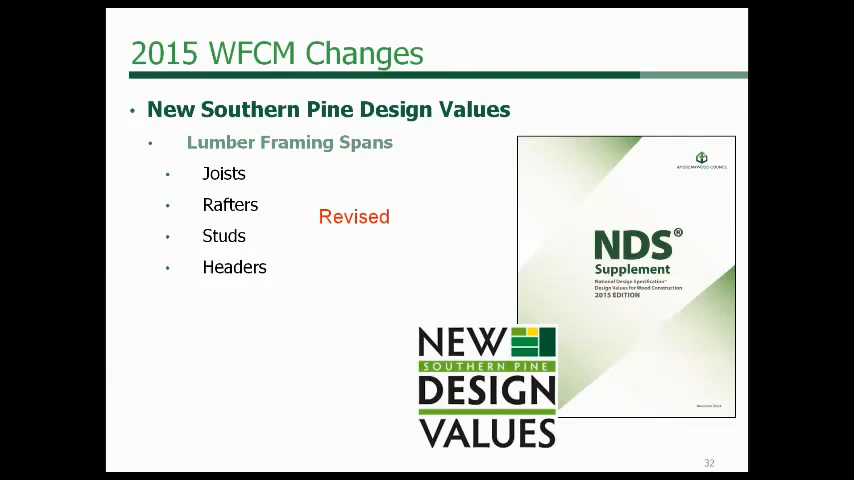 2015 WFCM Changes
• New Southern Pine Design Values
• Lumber Framing Spans
• Joists
• Rafters
Revised
• Studs
• Headers
AMERICAN WOOD COUNCIL
NDS®
Supplement
National Design Specification®
Design Values for Wood Construction
2015 EDITION
NEW
SOUTHERN PINE
DESIGN
VALUES
32